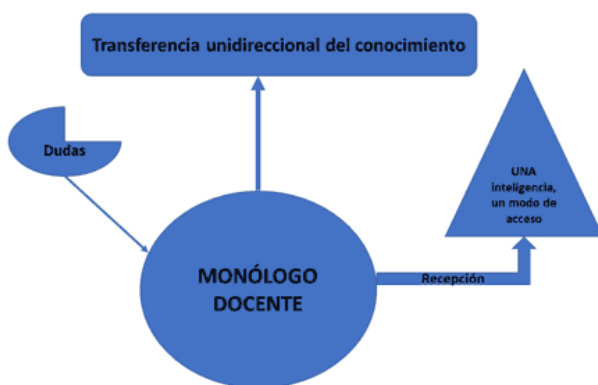 Transferencia unidireccional del conocimiento
Dudas
UNA
inteligencia,
un modo de
acceso
MONÓLOGO
DOCENTE
Recepción